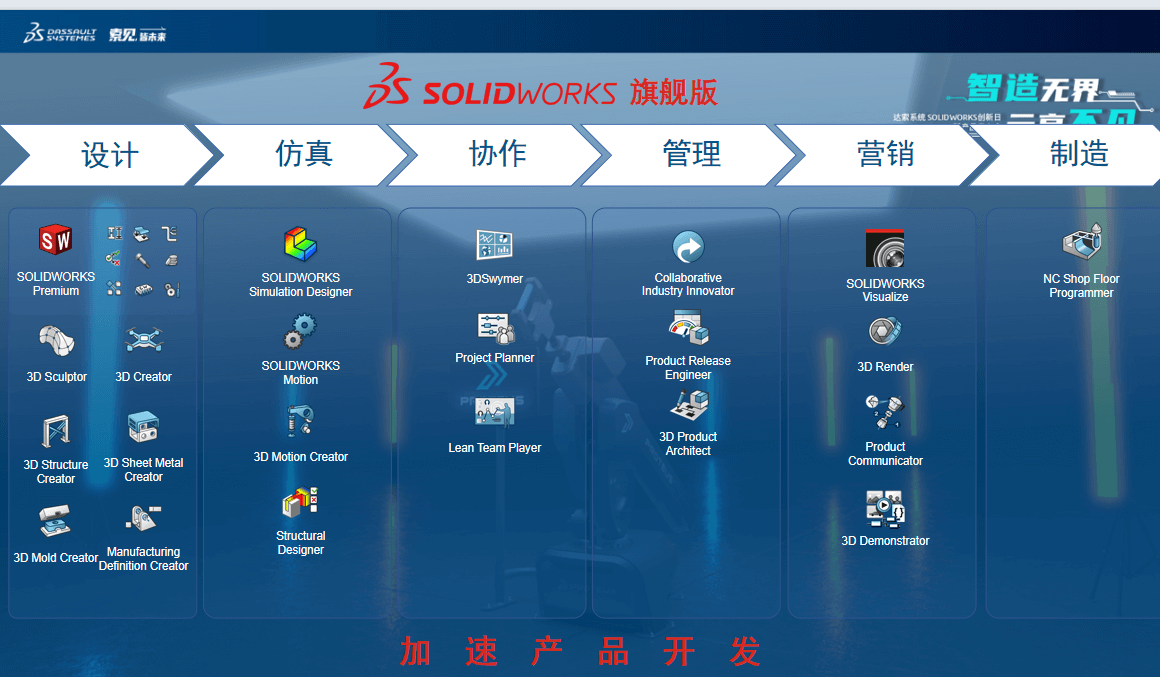 DASSAULT
SYSTEMES
索见，皆未来
SOLIDWORKS 旗舰版
智造无界
达索系统 SOLIDWORKS创新日
设计
仿真
协作
管理
营销
制造
SOLIDWORKS
Premium
3D Sculptor
3D Creator
3D Structure
Creator
3D Sheet Metal
Creator
3D Mold Creator
Manufacturing
Definition Creator
SOLIDWORKS
Simulation Designer
SOLIDWORKS
Motion
3D Motion Creator
Structural
Designer
3DSwymer
Project Planner
Lean Team Player
Collaborative
Industry Innovator
Product Release
Engineer
3D Product
Architect
SOLIDWORKS
Visualize
3D Render
Product
Communicator
3D Demonstrator
NC Shop Floor
Programmer
加速产品开发